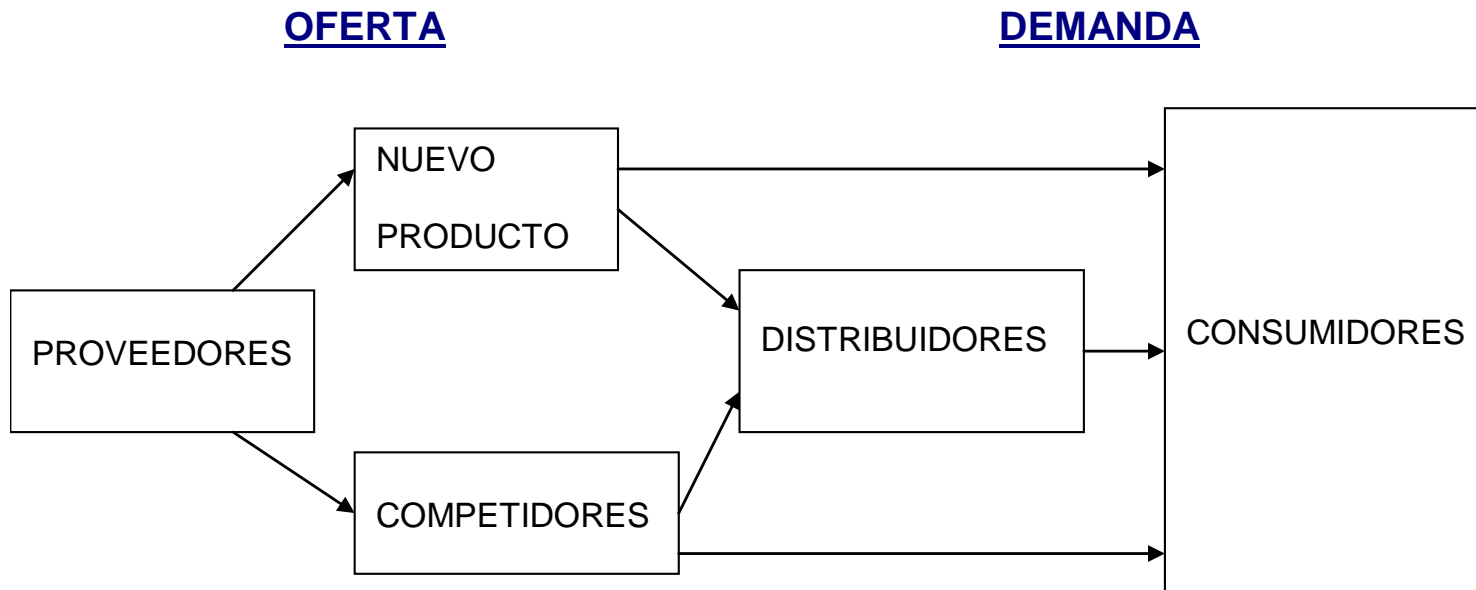 OFERTA
DEMANDA
NUEVO
PRODUCTO
PROVEEDORES
DISTRIBUIDORES
CONSUMIDORES
COMPETIDORES